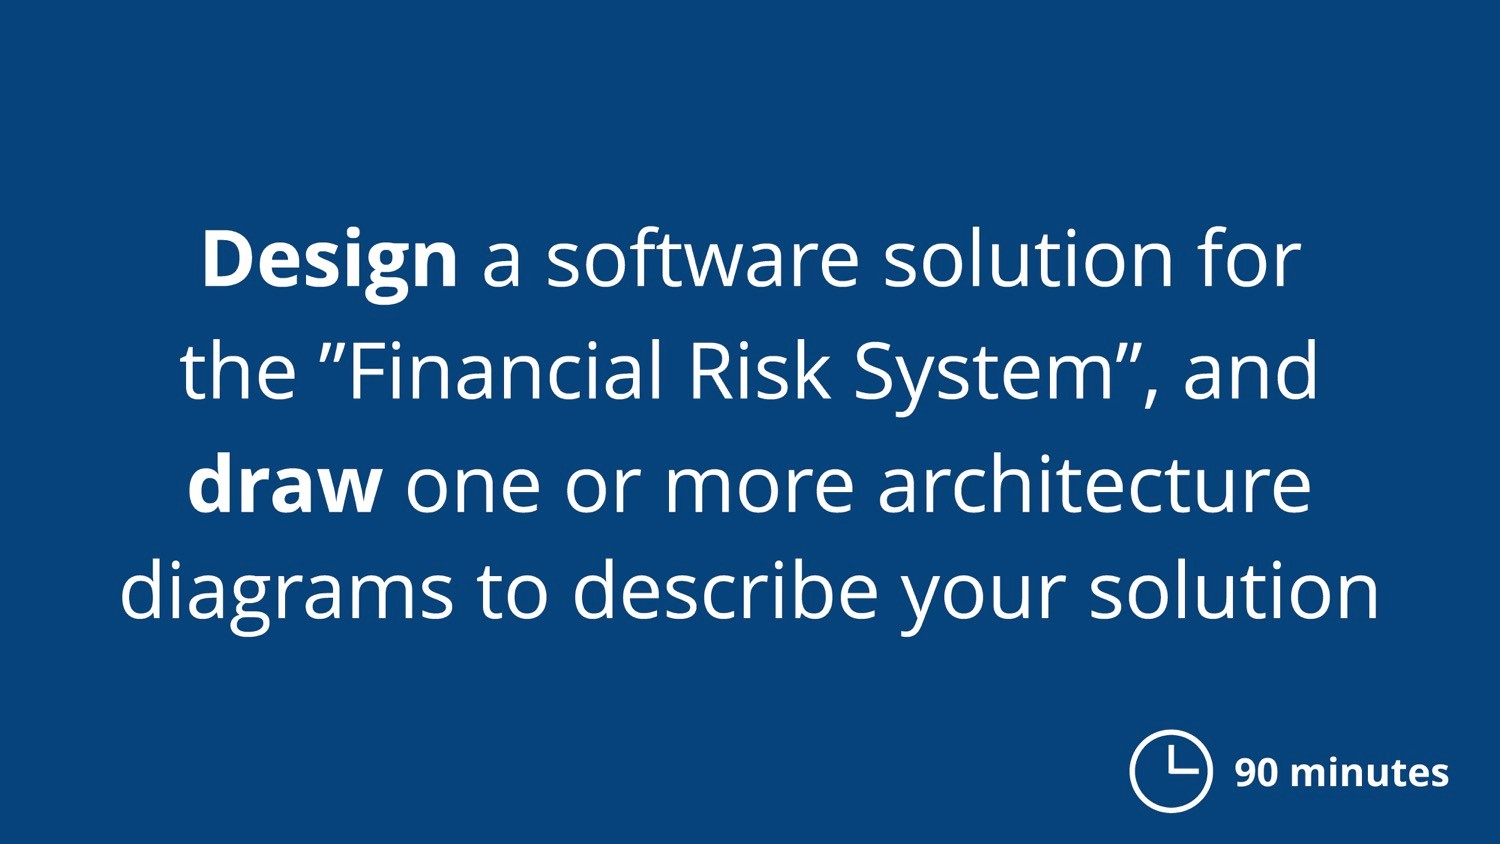 Design a software solution for
the ”Financial Risk System”, and
draw one or more architecture
diagrams to describe your solution
90 minutes